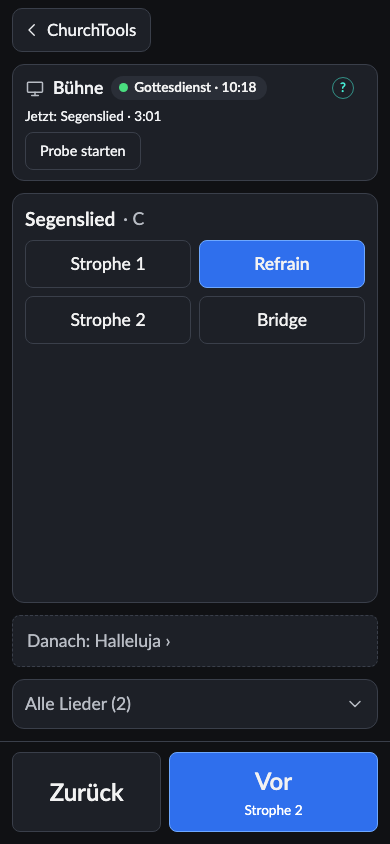 ChurchTools
Bühne
Gottesdienst · 10:18
?
Jetzt: Segenslied · 3:01
Probe starten
Segenslied · C
Strophe 1
Refrain
Strophe 2
Bridge
Danach: Halleluja ›
Alle Lieder (2)
Zurück
Vor
Strophe 2